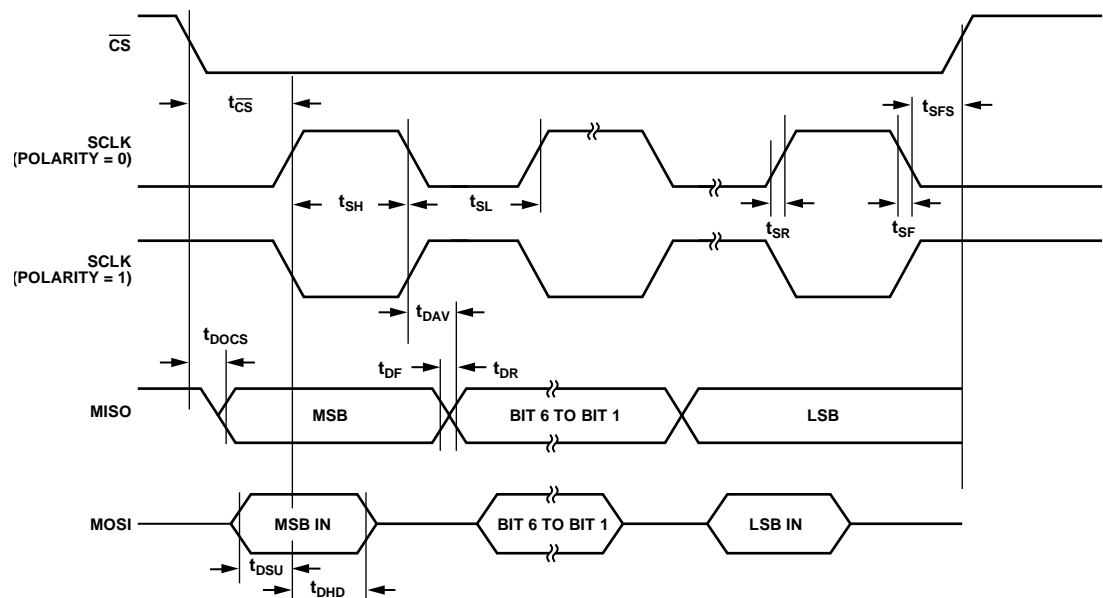 CS
tCS
tSFS
SCLK
(POLARITY = 0)
tSH
tSL
tSR
tSF
SCLK
(POLARITY = 1)
tDAV
tDOCS
tDF
tDR
MISO
MSB
BIT 6 TO BIT 1
LSB
MOSI
MSB IN
BIT 6 TO BIT 1
LSB IN
tDSU
tDHD